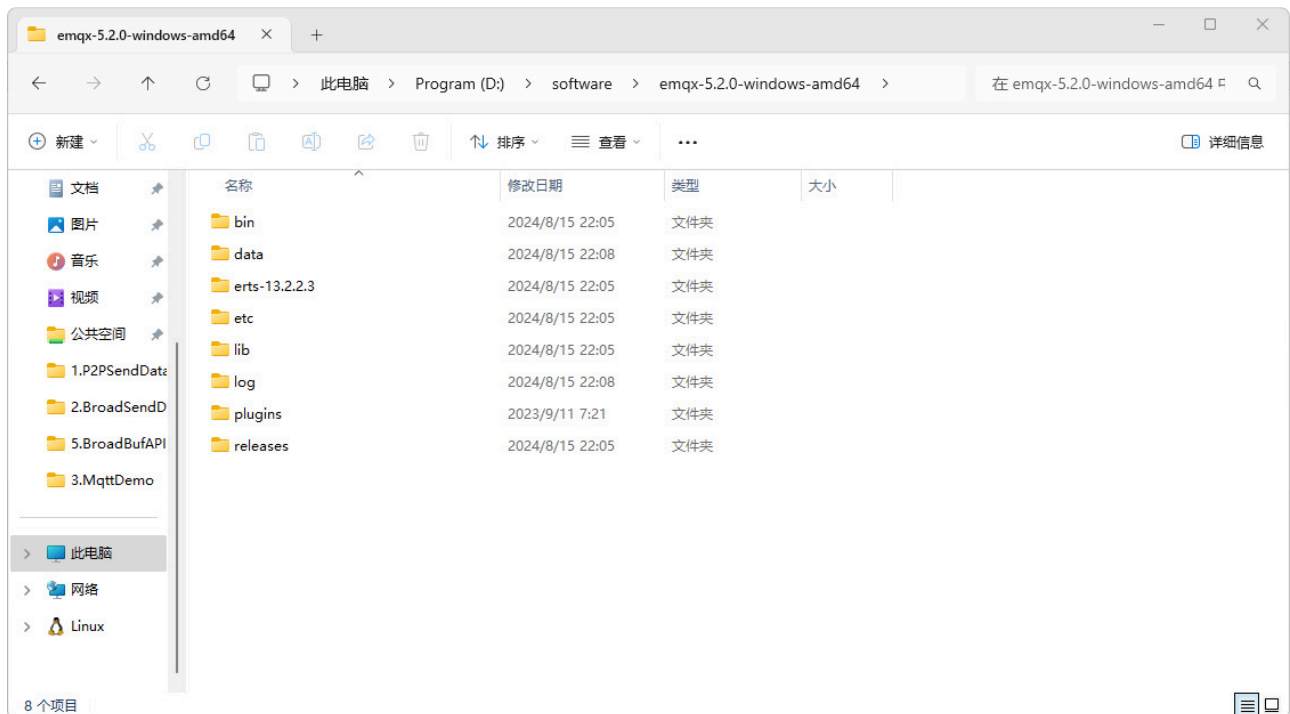 emqx-5.2.0-windows-amd64
此电脑 > Program (D:) > software > emqx-5.2.0-windows-amd64 >
在 emqx-5.2.0-windows-amd64
新建
排序
查看
详细信息
名称 修改日期 类型 大小
文档
图片
音乐
视频
公共空间
1.P2PSendData
2.BroadSendD
5.BroadBufAPI
3.MqttDemo
此电脑
网络
Linux
bin 2024/8/15 22:05 文件夹
data 2024/8/15 22:08 文件夹
erts-13.2.2.3 2024/8/15 22:05 文件夹
etc 2024/8/15 22:05 文件夹
lib 2024/8/15 22:05 文件夹
log 2024/8/15 22:08 文件夹
plugins 2023/9/11 7:21 文件夹
releases 2024/8/15 22:05 文件夹
8 个项目